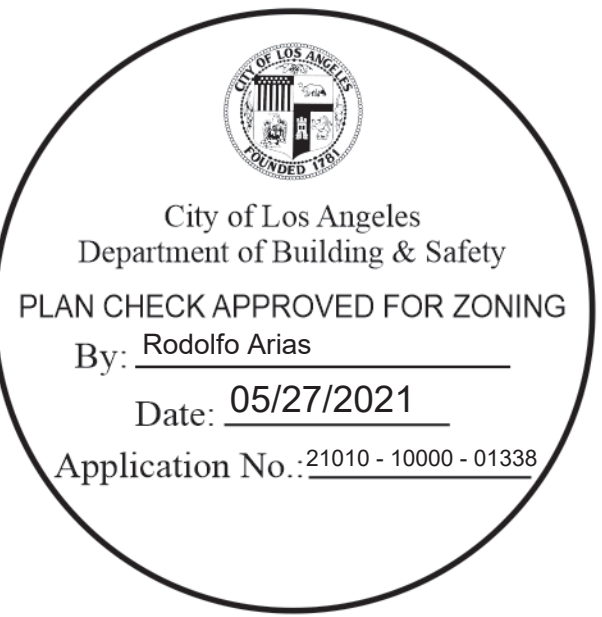 CITY OF LOS ANGELES
FOUNDED 1781
City of Los Angeles
Department of Building & Safety
PLAN CHECK APPROVED FOR ZONING
By: Rodolfo Arias
Date: 05/27/2021
Application No.: 21010 - 10000 - 01338